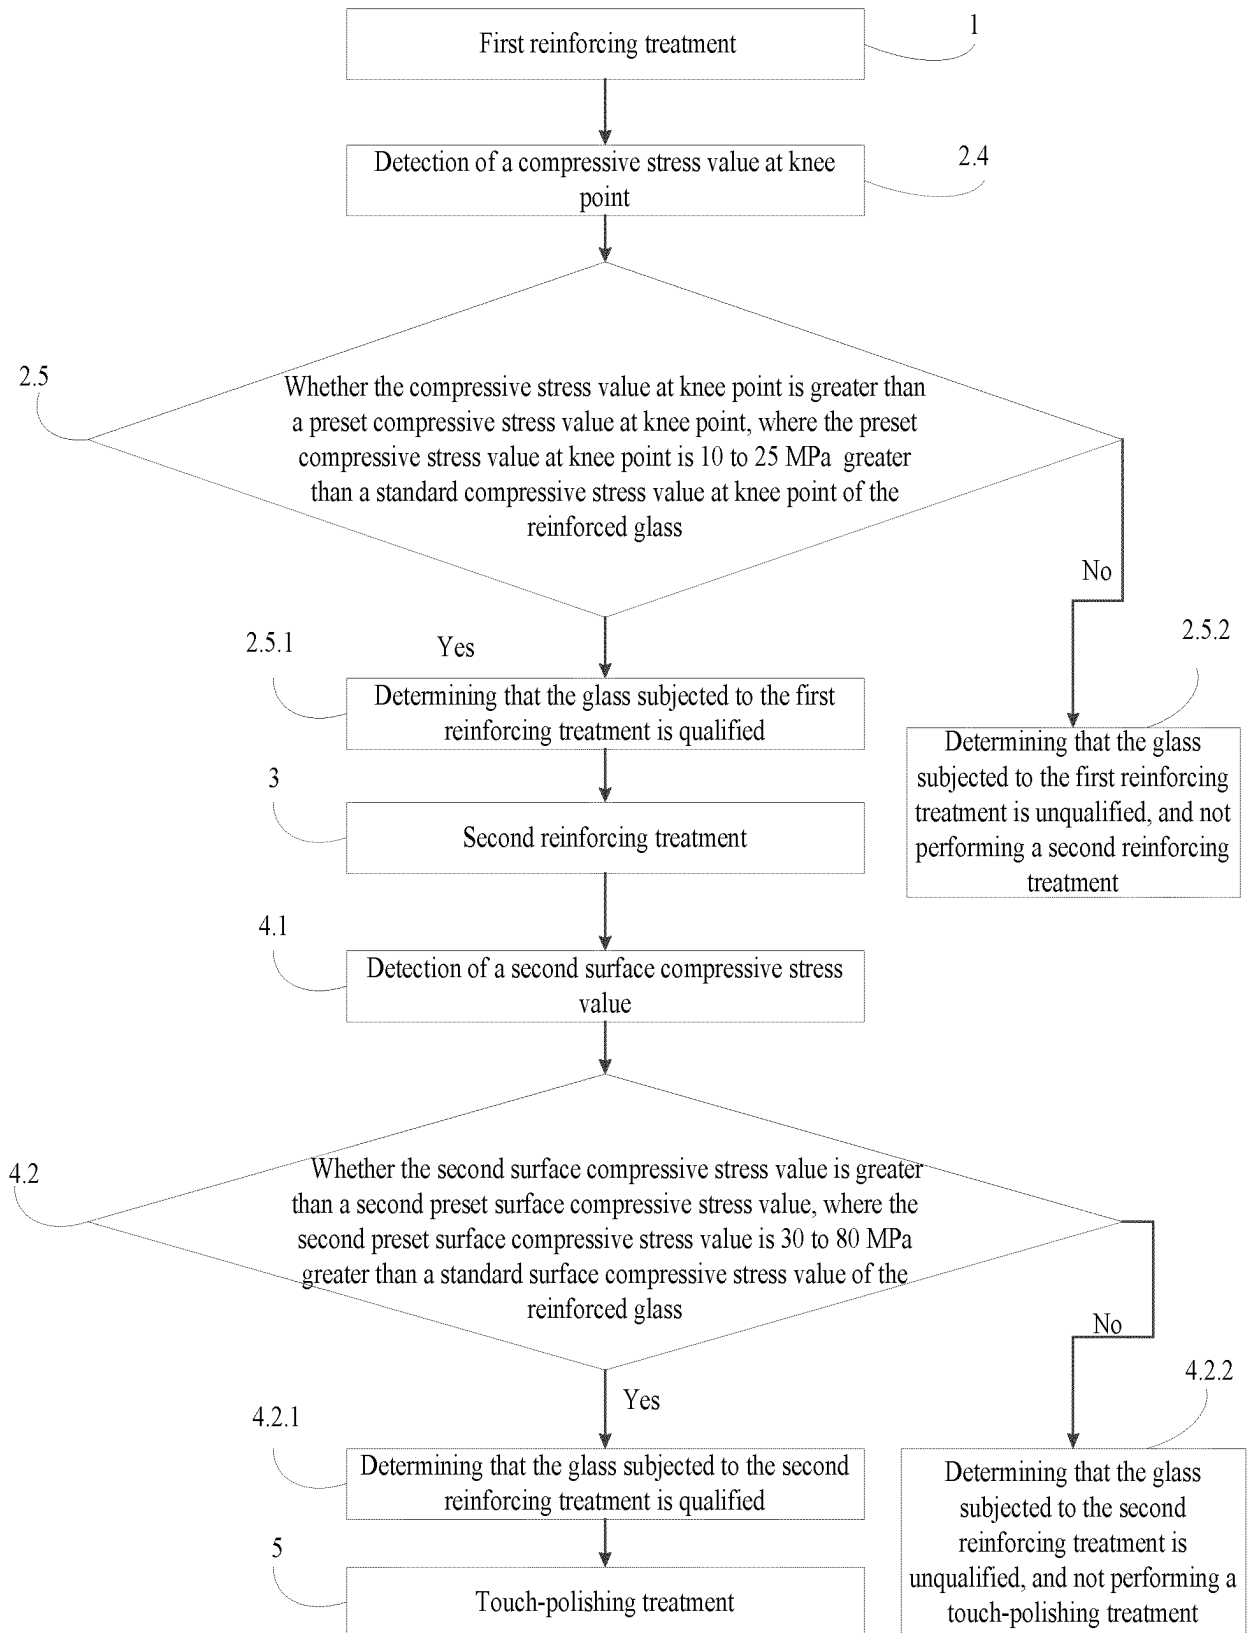 First reinforcing treatment
1
Detection of a compressive stress value at knee
point
2.4
2.5
Whether the compressive stress value at knee point is greater than
a preset compressive stress value at knee point, where the preset
compressive stress value at knee point is 10 to 25 MPa greater
than a standard compressive stress value at knee point of the
reinforced glass
No
Yes
2.5.1
2.5.2
Determining that the glass subjected to the first
reinforcing treatment is qualified
Determining that the glass
subjected to the first reinforcing
treatment is unqualified, and not
performing a second reinforcing
treatment
3
Second reinforcing treatment
4.1
Detection of a second surface compressive stress
value
4.2
Whether the second surface compressive stress value is greater
than a second preset surface compressive stress value, where the
second preset surface compressive stress value is 30 to 80 MPa
greater than a standard surface compressive stress value of the
reinforced glass
No
Yes
4.2.1
4.2.2
Determining that the glass subjected to the second
reinforcing treatment is qualified
Determining that the glass
subjected to the second
reinforcing treatment is
unqualified, and not performing a
touch-polishing treatment
5
Touch-polishing treatment